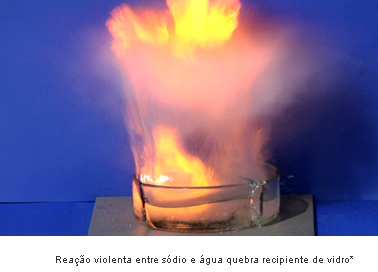 Reação violenta entre sódio e água quebra recipiente de vidro*